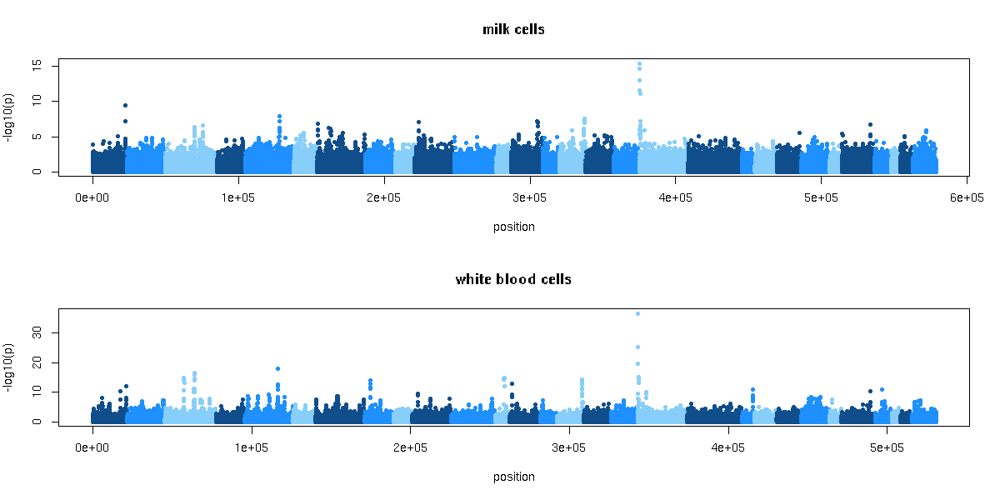 milk cells
-log10(p)
15
10
5
0
0e+00 1e+05 2e+05 3e+05 4e+05 5e+05 6e+05
position
white blood cells
-log10(p)
30
20
10
0
0e+00 1e+05 2e+05 3e+05 4e+05 5e+05
position